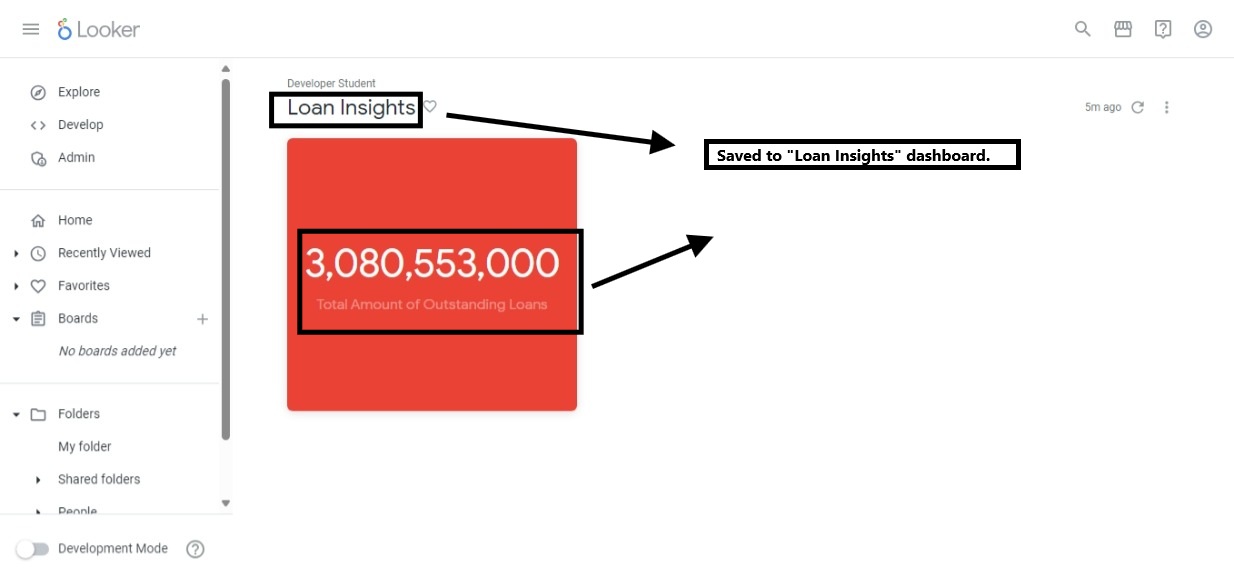 Looker
Explore
Develop
Admin
Home
Recently Viewed
Favorites
Boards
No boards added yet
Folders
My folder
Shared folders
People
Development Mode
Developer Student
Loan Insights
5m ago
3,080,553,000
Total Amount of Outstanding Loans
Saved to "Loan Insights" dashboard.